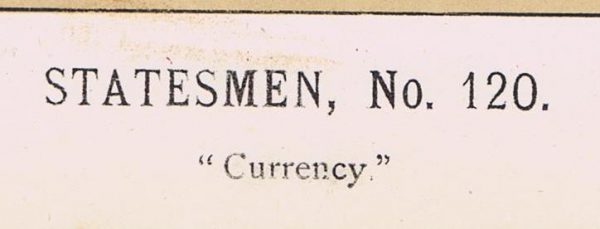 STATESMEN, No. 120.
“Currency.”